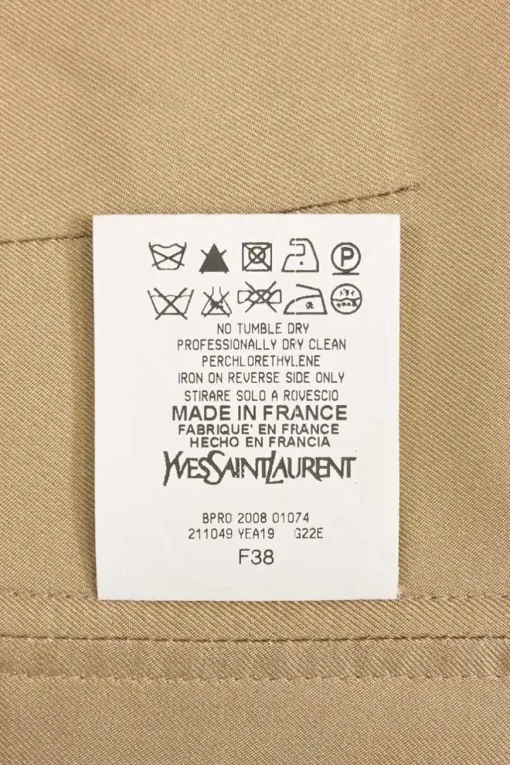 P
NO TUMBLE DRY
PROFESSIONALLY DRY CLEAN
PERCHLORETHYLENE
IRON ON REVERSE SIDE ONLY
STIRARE SOLO A ROVESCIO
MADE IN FRANCE
FABRIQUE' EN FRANCE
HECHO EN FRANCIA
YVESSAINTLAURENT
BPRO 2008 01074
211049 YEA19 G22E
F38